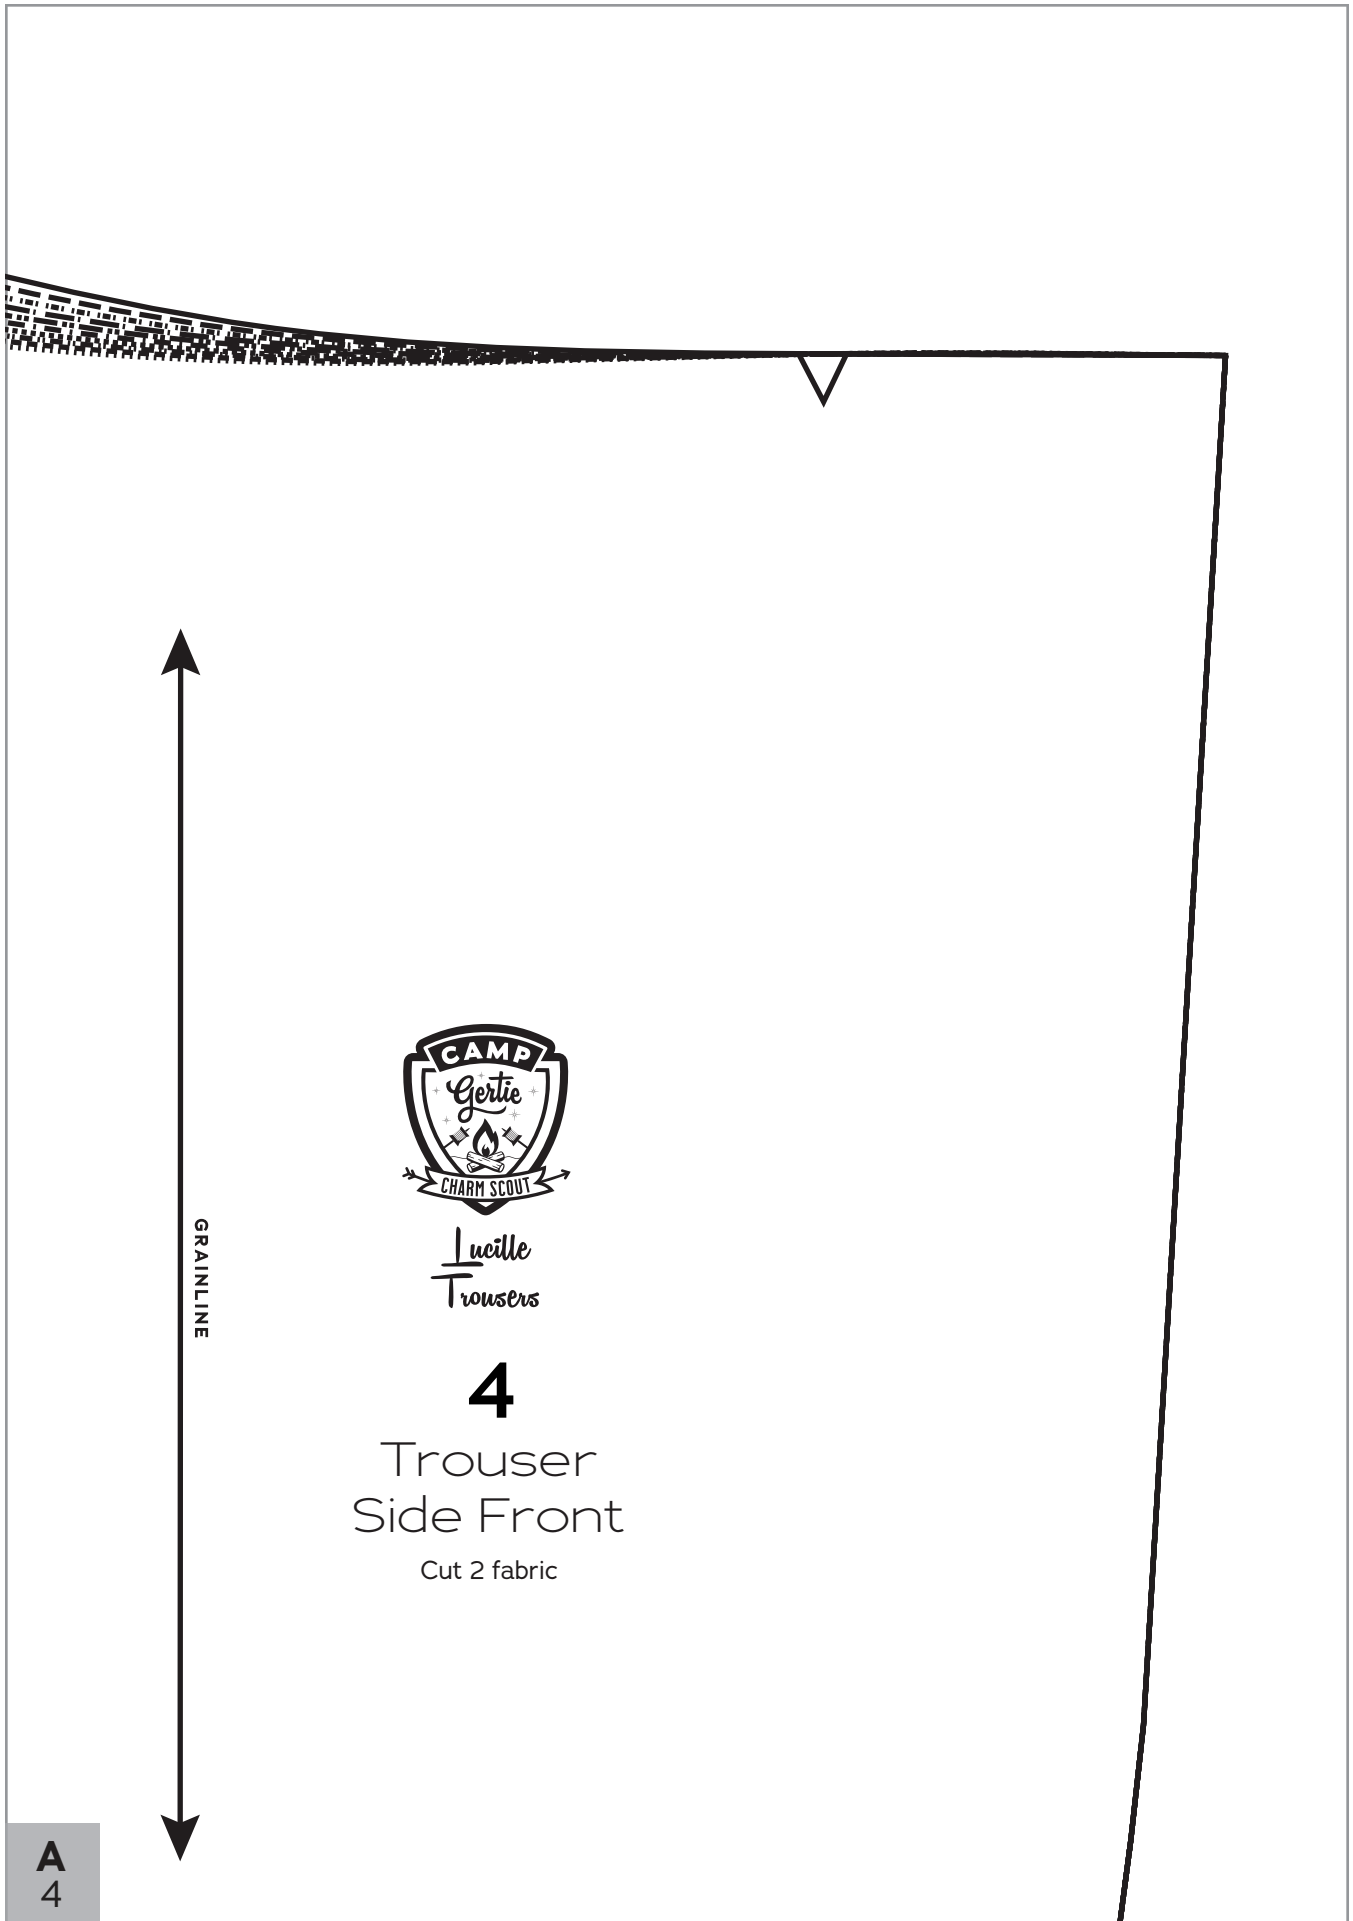 CAMP
Gertie
CHARM SCOUT
Lucille
Trousers
GRAINLINE
4
Trouser
Side Front
Cut 2 fabric
A
4